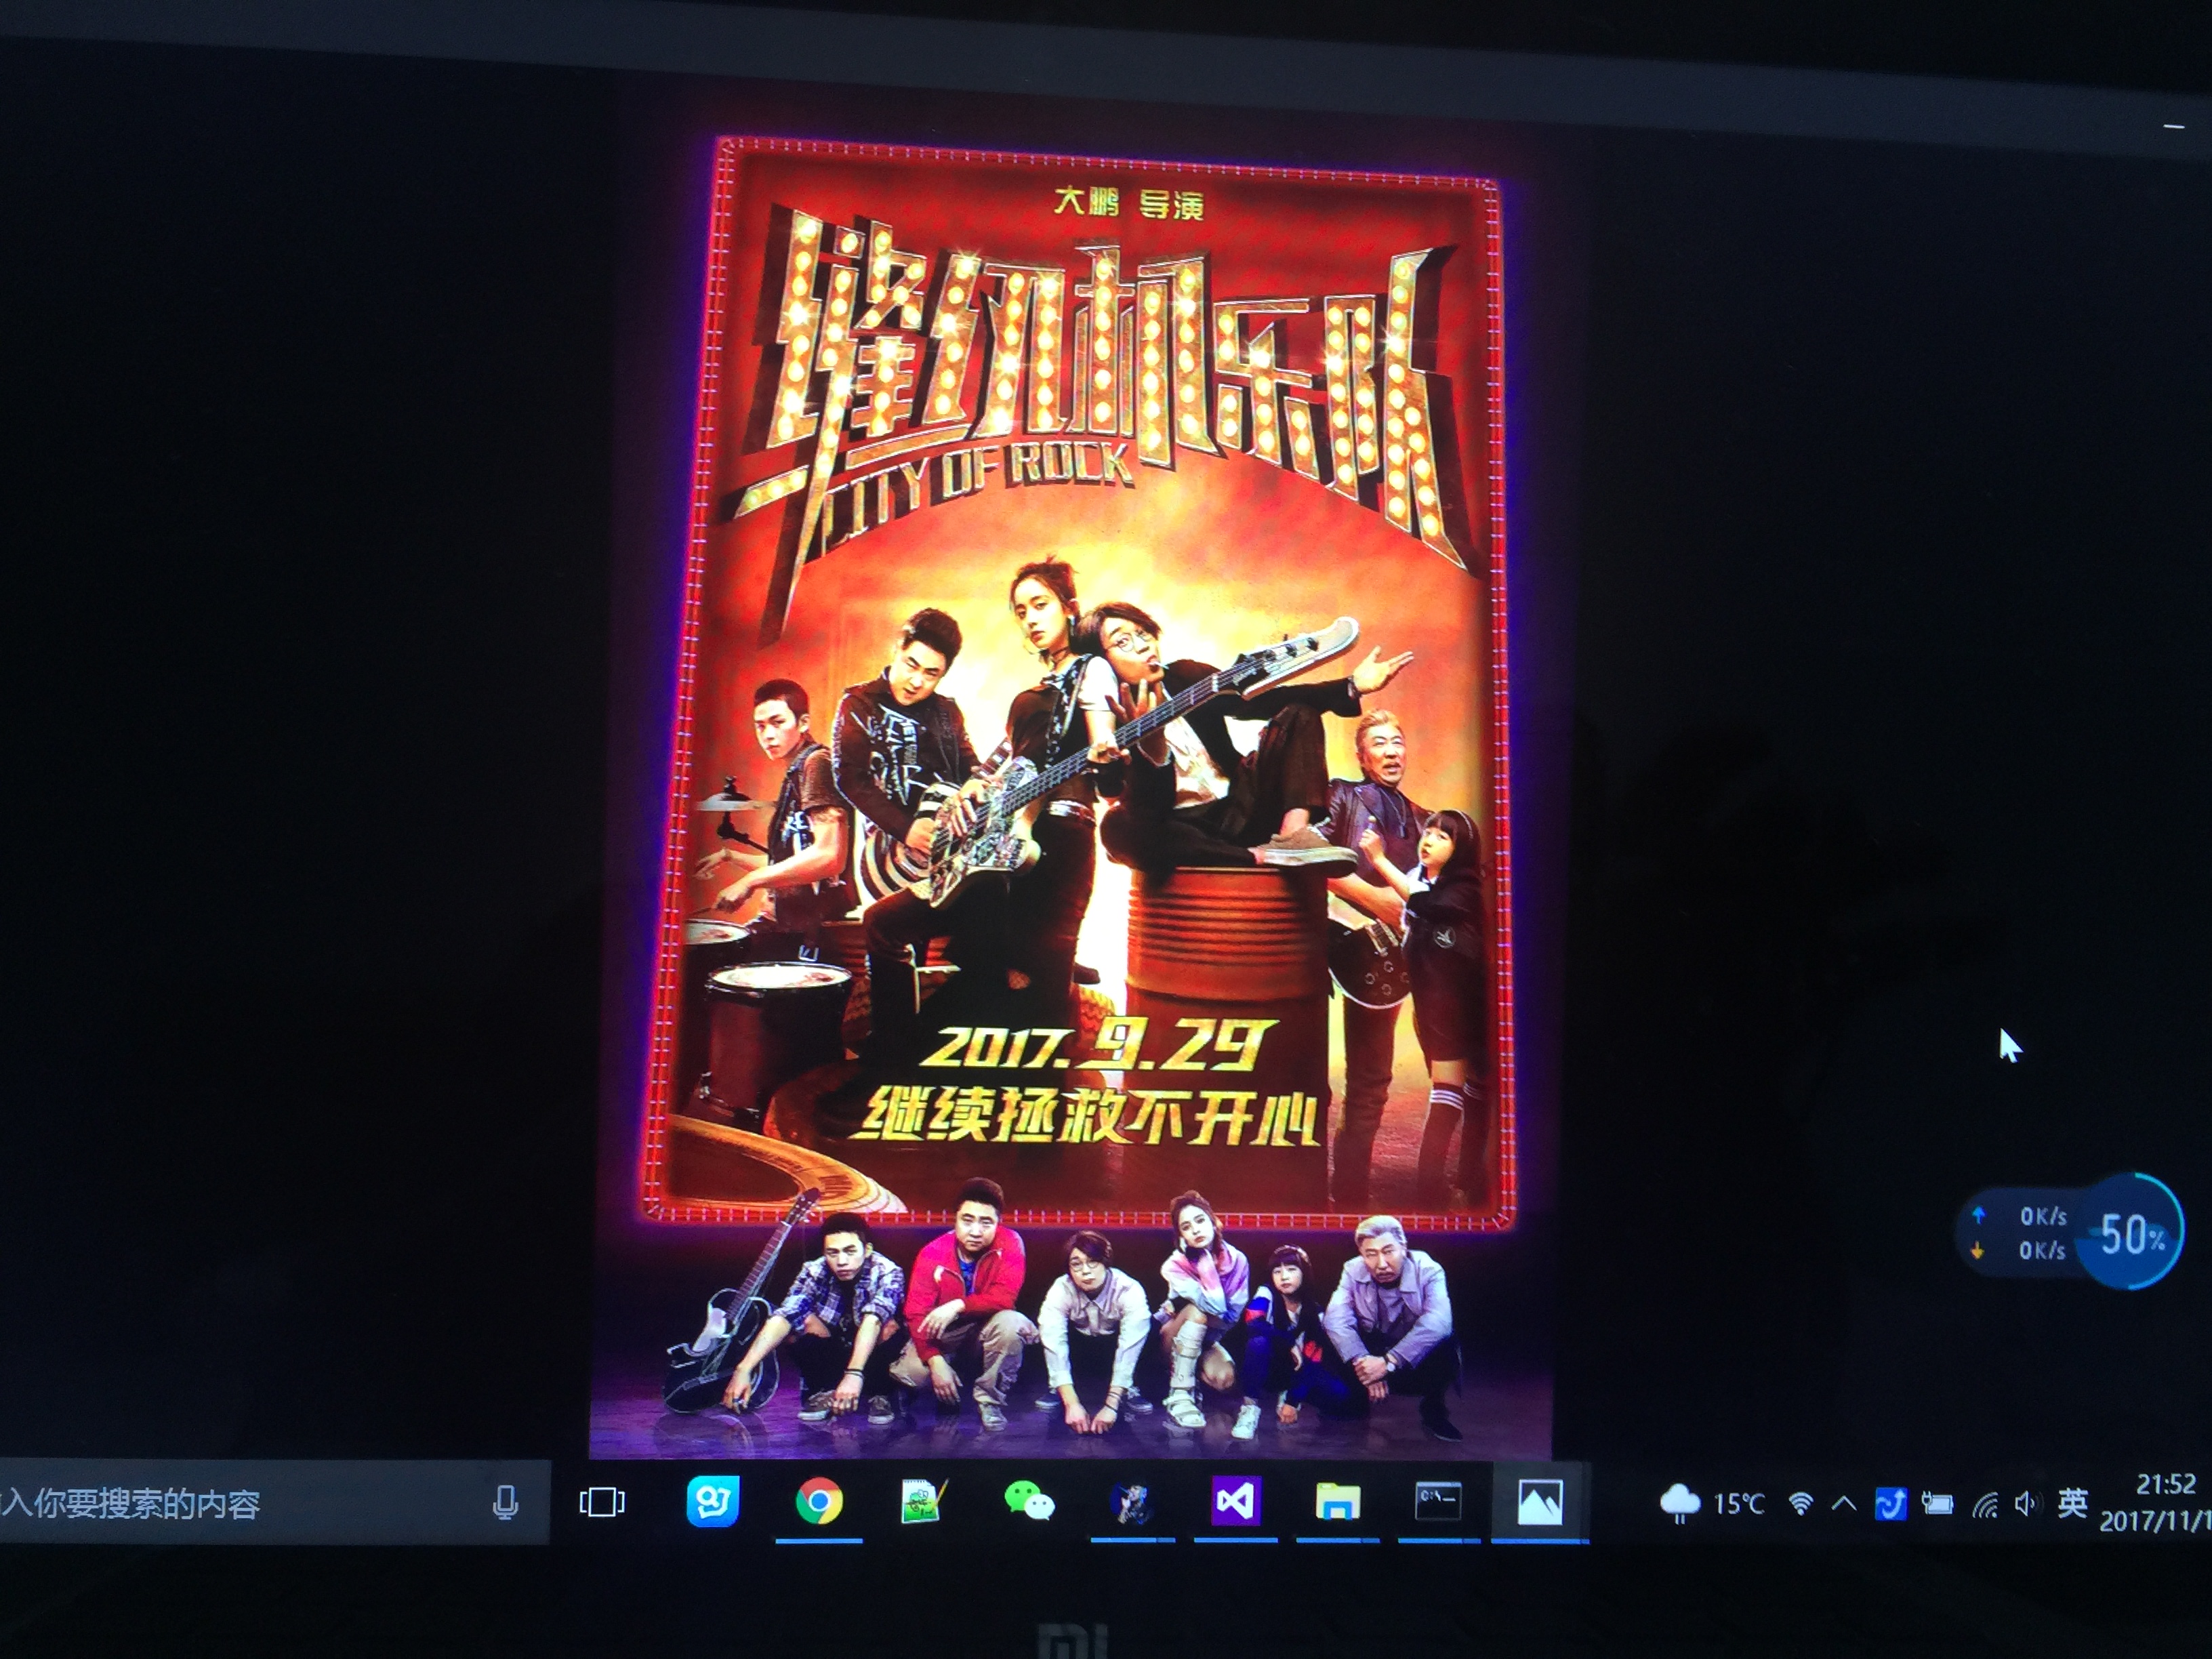 大鹏 导演
缝纫机乐队
CITY OF ROCK
2017. 9.29
继续拯救不开心
0K/s
0K/s
50%
入你要搜索的内容
15℃
英
21:52
2017/11/1
mi